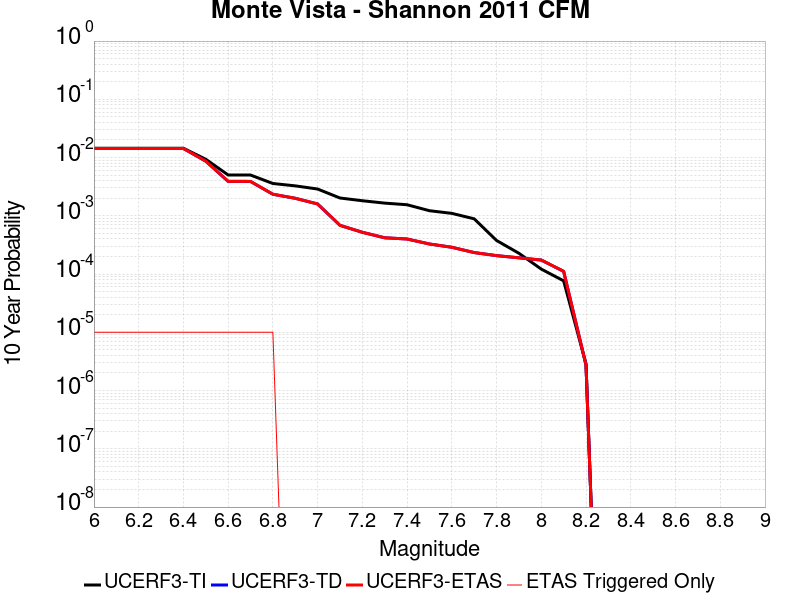 Monte Vista - Shannon 2011 CFM
10^0
10^-1
10^-2
10^-3
10^-4
10^-5
10^-6
10^-7
10^-8
10 Year Probability
6 6.2 6.4 6.6 6.8 7 7.2 7.4 7.6 7.8 8 8.2 8.4 8.6 8.8 9
Magnitude
UCERF3-TI UCERF3-TD UCERF3-ETAS ETAS Triggered Only